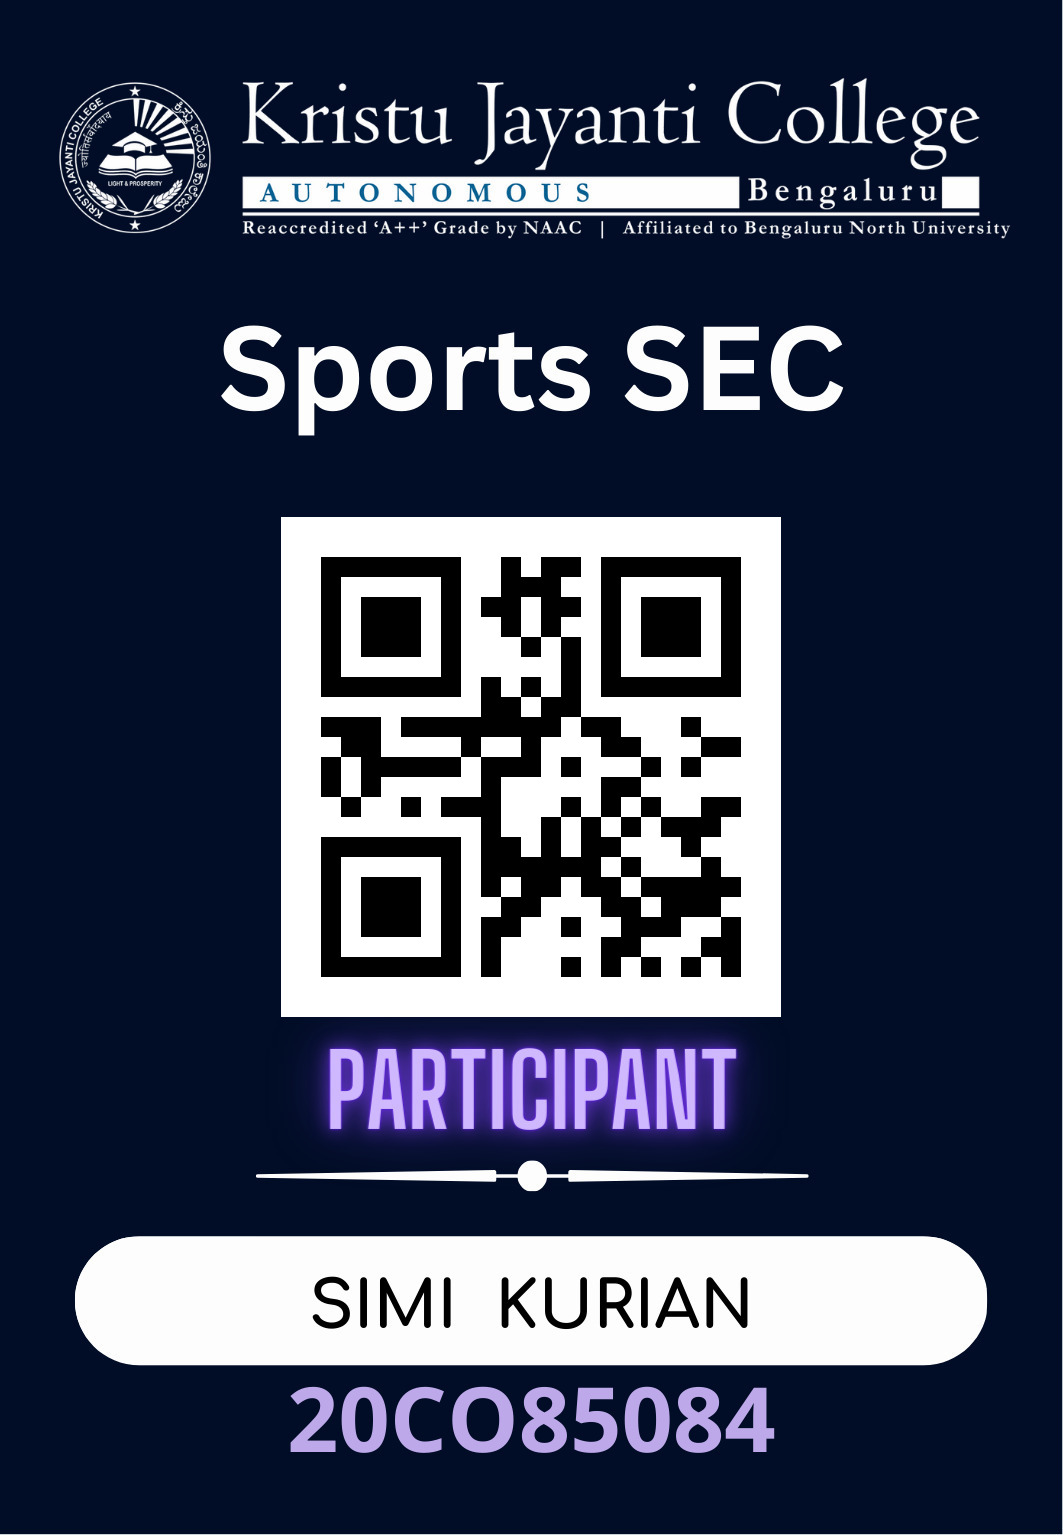 KRISTU JAYANTI COLLEGE
LIGHT & PROSPERITY
Kristu Jayanti College
AUTONOMOUS Bengaluru
Reaccredited ‘A++’ Grade by NAAC | Affiliated to Bengaluru North University
Sports SEC
PARTICIPANT
SIMI KURIAN
20CO85084